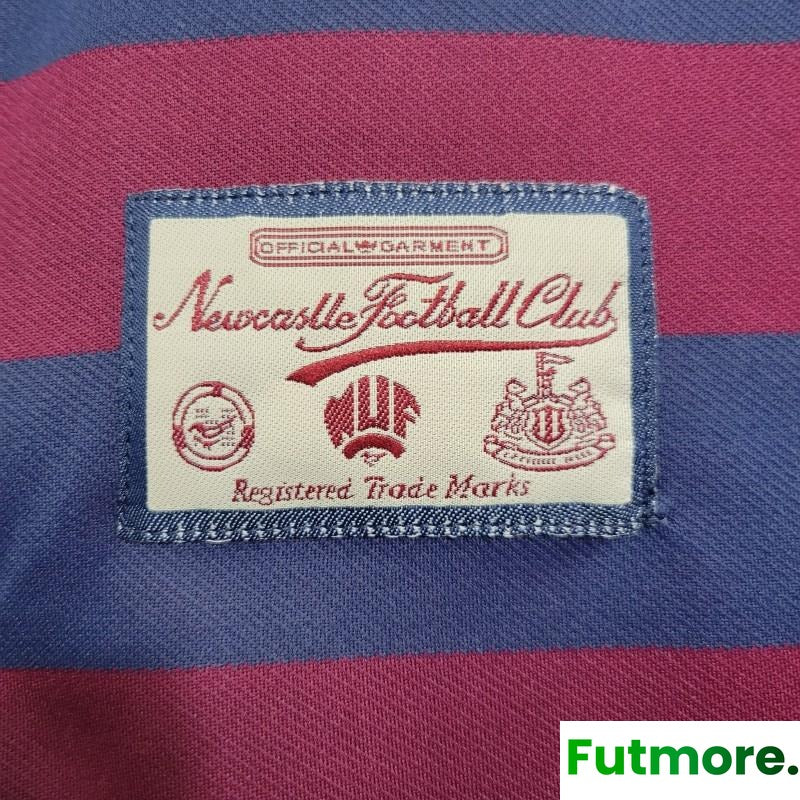 OFFICIAL GARMENT
Newcastle Football Club
NUF
Registered Trade Marks
Futmore.